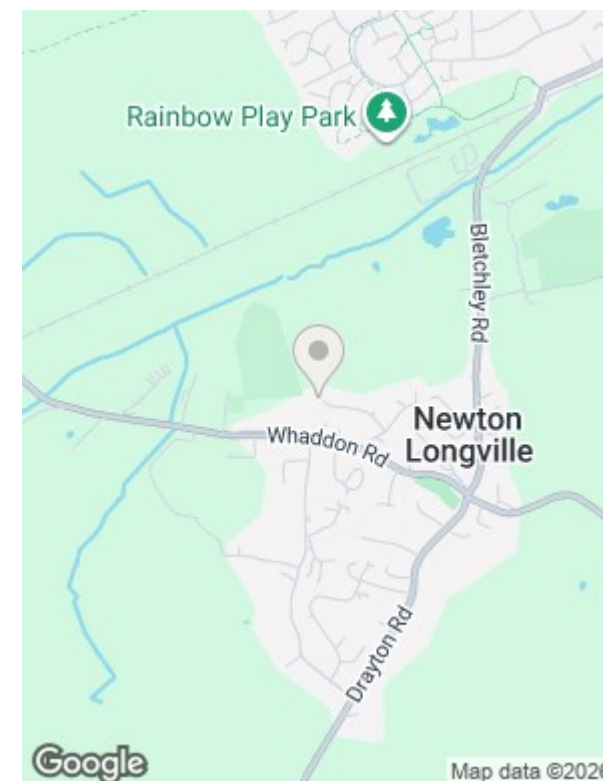 Rainbow Play Park
Bletchley Rd
Newton
Longville
Whaddon Rd
Drayton Rd
Google
Map data ©2026